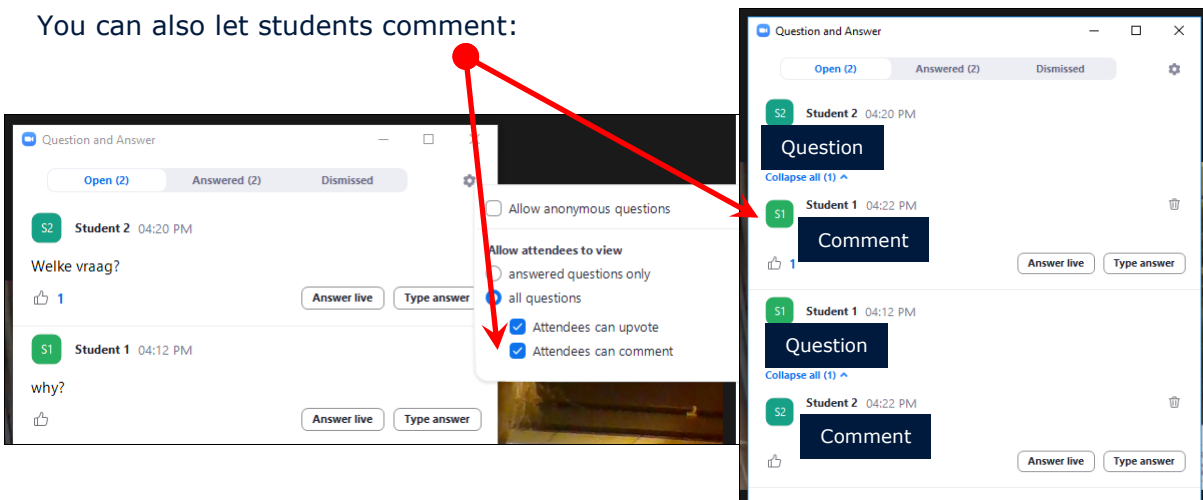 You can also let students comment:
Question and Answer
Open (2) Answered (2) Dismissed
S2 Student 2 04:20 PM
Welke vraag?
1 Answer live Type answer
S1 Student 1 04:12 PM
why?
Answer live Type answer
Allow anonymous questions
Allow attendees to view
answered questions only
all questions
Attendees can upvote
Attendees can comment
Question and Answer
Open (2) Answered (2) Dismissed
S2 Student 2 04:20 PM
Question
Collapse all (1)
S1 Student 1 04:22 PM
Comment
1 Answer live Type answer
S1 Student 1 04:12 PM
Question
Collapse all (1)
S2 Student 2 04:22 PM
Comment
Answer live Type answer